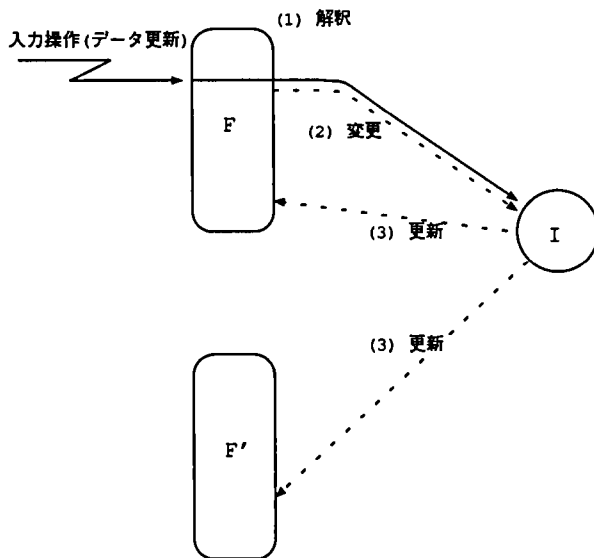 (1) 解釈
入力操作(データ更新)
F
(2) 変更
(3) 更新
I
(3) 更新
F'